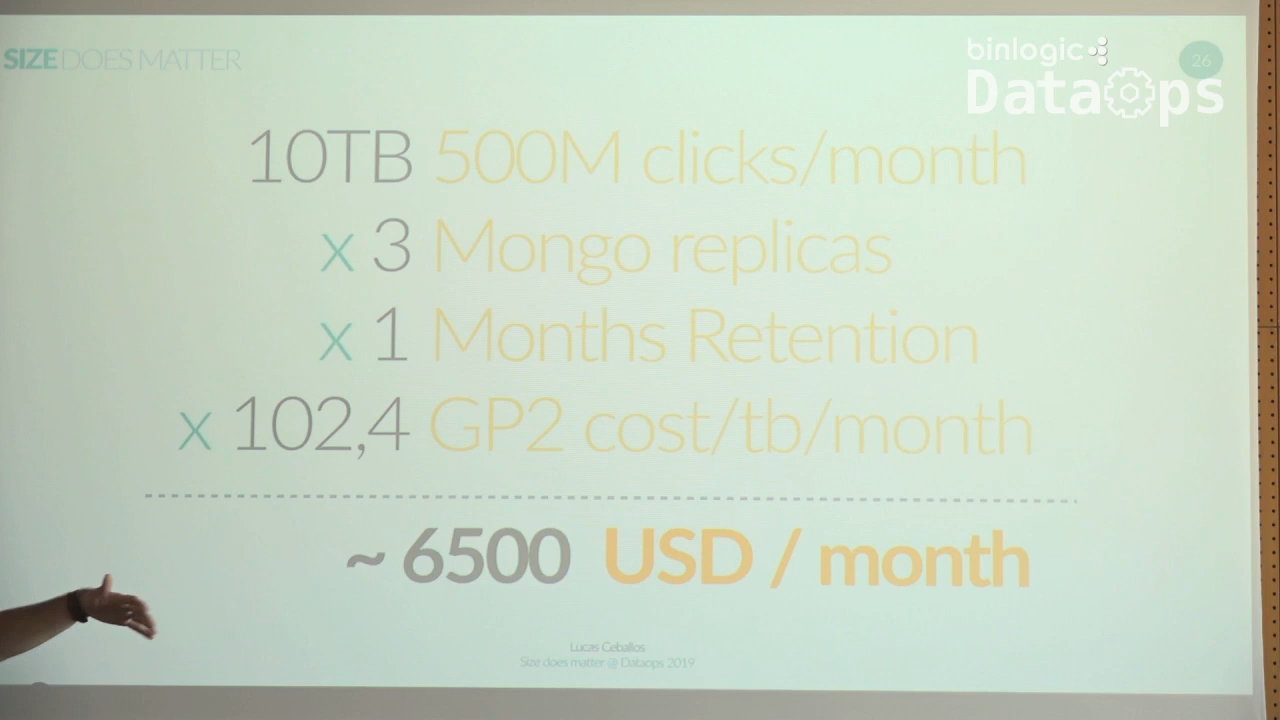 SIZE DOES MATTER
binlogic
DataOps
26
10TB 500M clicks/month
x 3 Mongo replicas
x 1 Months Retention
x 102,4 GP2 cost/tb/month
~ 6500 USD / month
Lucas Ceballos
Size does matter @ Dataops 2019